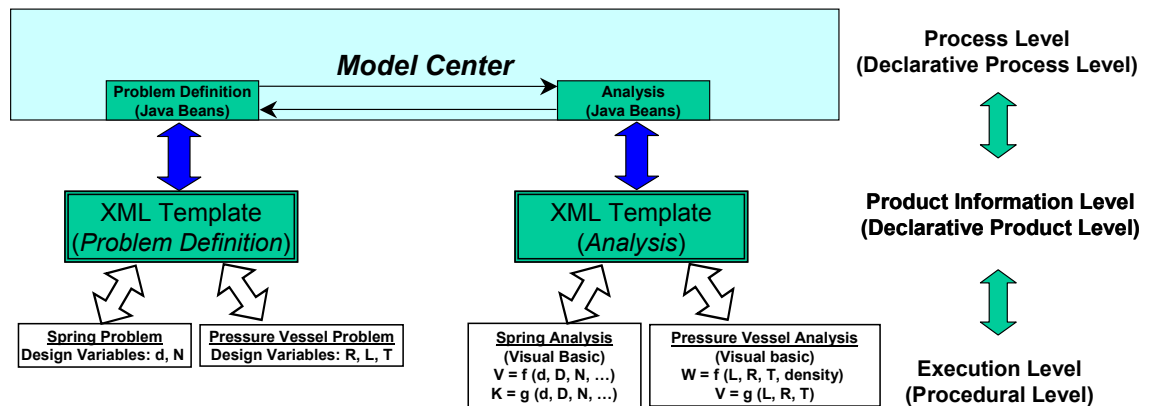 Model Center
Problem Definition
(Java Beans)
Analysis
(Java Beans)
Process Level
(Declarative Process Level)
XML Template
(Problem Definition)
XML Template
(Analysis)
Product Information Level
(Declarative Product Level)
Spring Problem
Design Variables: d, N
Pressure Vessel Problem
Design Variables: R, L, T
Spring Analysis
(Visual Basic)
V = f (d, D, N, …)
K = g (d, D, N, …)
Pressure Vessel Analysis
(Visual basic)
W = f (L, R, T, density)
V = g (L, R, T)
Execution Level
(Procedural Level)